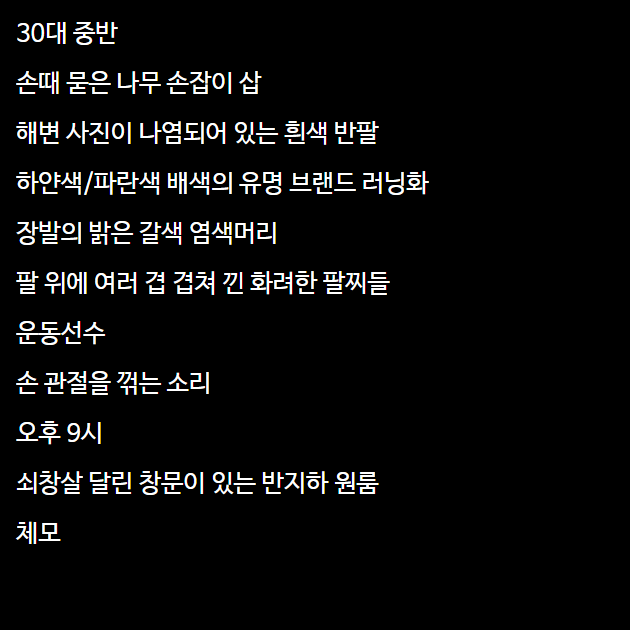 30대 중반
손때 묻은 나무 손잡이 삽
해변 사진이 나염되어 있는 흰색 반팔
하얀색/파란색 배색의 유명 브랜드 러닝화
장발의 밝은 갈색 염색머리
팔 위에 여러 겹 겹쳐 낀 화려한 팔찌들
운동선수
손 관절을 꺾는 소리
오후 9시
쇠창살 달린 창문이 있는 반지하 원룸
체모